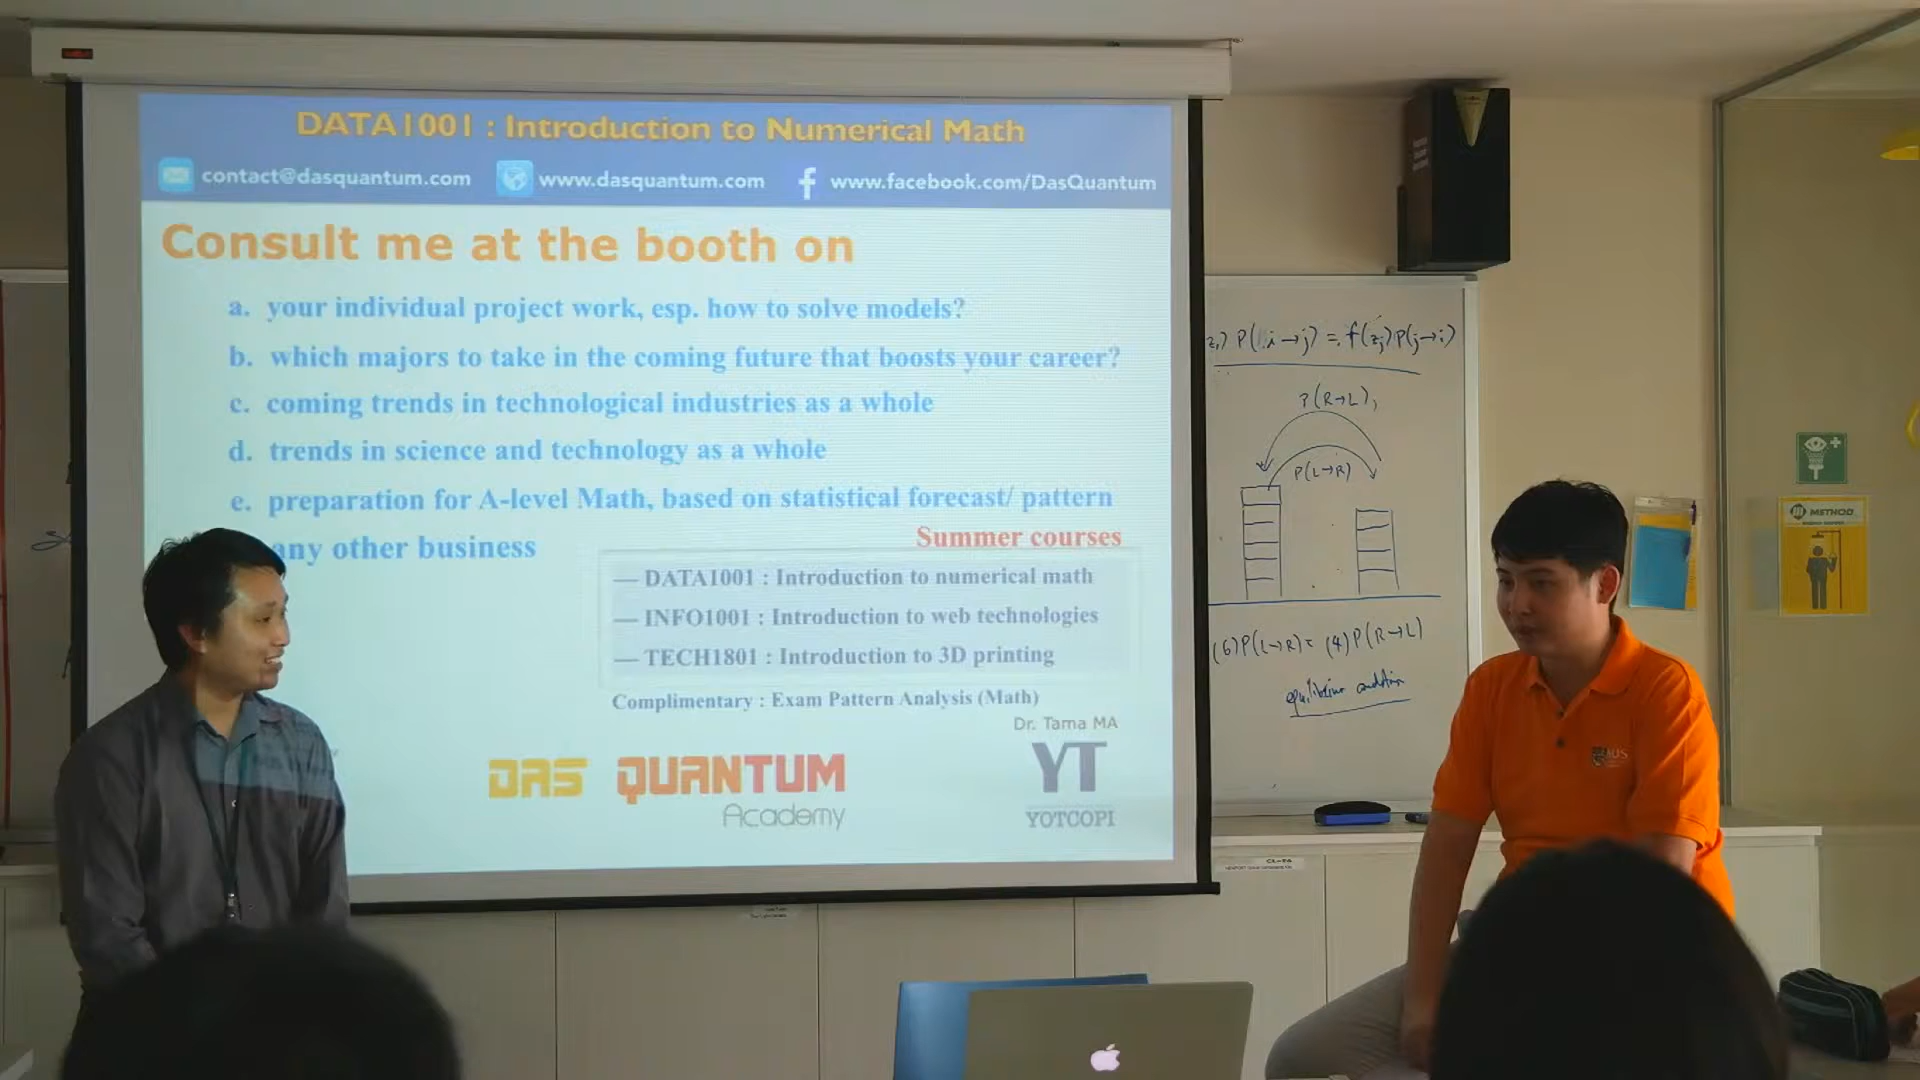 DATA1001 : Introduction to Numerical Math
contact@dasquantum.com www.dasquantum.com www.facebook.com/DasQuantum
Consult me at the booth on
a. your individual project work, esp. how to solve models?
b. which majors to take in the coming future that boosts your career?
c. coming trends in technological industries as a whole
d. trends in science and technology as a whole
e. preparation for A-level Math, based on statistical forecast/ pattern
any other business
Summer courses
— DATA1001 : Introduction to numerical math
— INFO1001 : Introduction to web technologies
— TECH1801 : Introduction to 3D printing
Complimentary : Exam Pattern Analysis (Math)
Dr. Tama MA
DAS QUANTUM
Academy
YT
YOTCOPI
P(i→j) = f(zj)P(j→i)
P(R→L)
P(L→R)
(6)P(L→R) = (4)P(R→L)
equilibrium condition
METHOD
NUS